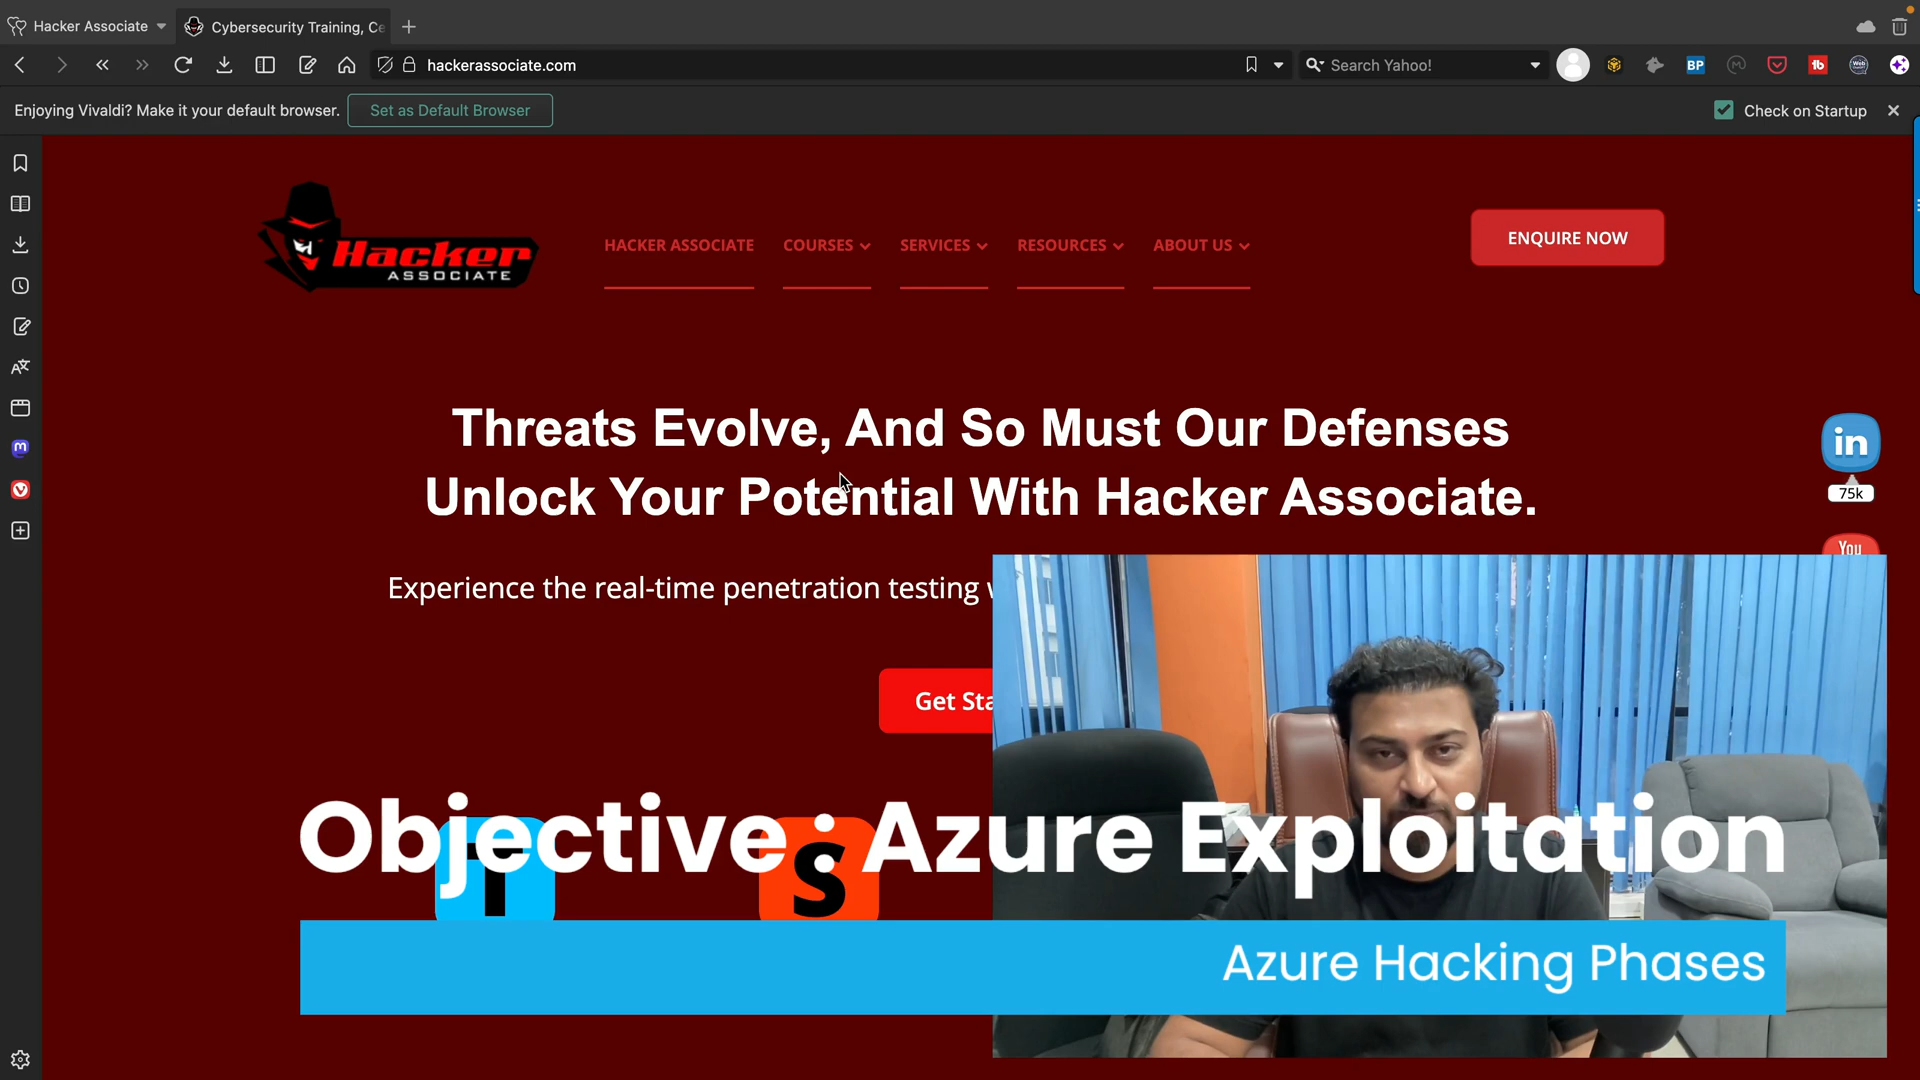 Hacker Associate
Cybersecurity Training, Ce
hackerassociate.com
Search Yahoo!
BP
tb
Enjoying Vivaldi? Make it your default browser.
Set as Default Browser
Check on Startup
Hacker
ASSOCIATE
HACKER ASSOCIATE
COURSES
SERVICES
RESOURCES
ABOUT US
ENQUIRE NOW
Threats Evolve, And So Must Our Defenses
Unlock Your Potential With Hacker Associate.
in
75k
You
Experience the real-time penetration testing
Get Sta
T
S
Objective : Azure Exploitation
Azure Hacking Phases